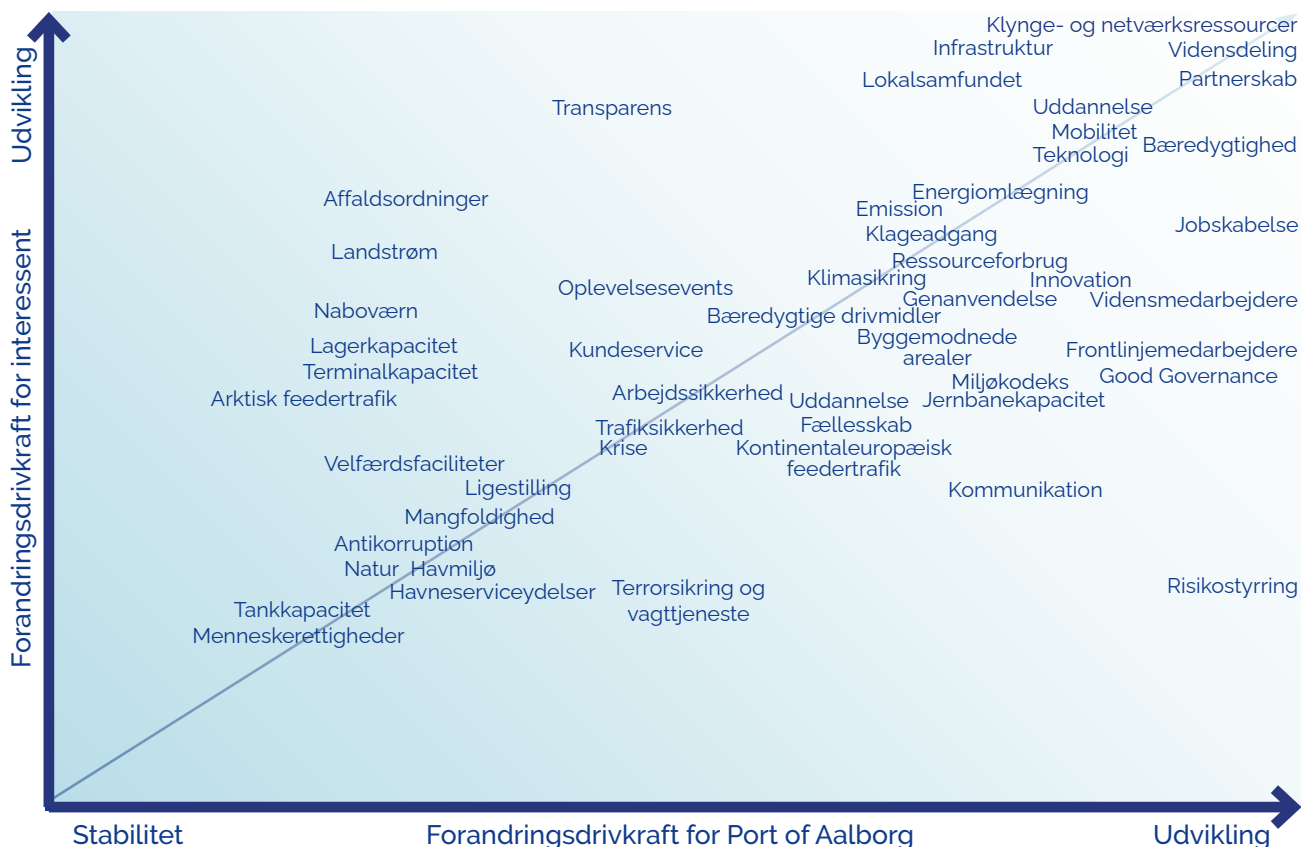 Klynge- og netværksressourcer
Infrastruktur
Vidensdeling
Lokalsamfundet
Partnerskab
Transparens
Uddannelse
Mobilitet
Bæredygtighed
Teknologi
Affaldsordninger
Energiomlægning
Emission
Jobskabelse
Klageadgang
Landstrøm
Ressourceforbrug
Klimasikring
Innovation
Oplevelsesevents
Genanvendelse
Vidensmedarbejdere
Naboværn
Bæredygtige drivmidler
Byggemodnede
arealer
Lagerkapacitet
Kundeservice
Frontlinjemedarbejdere
Terminalkapacitet
Good Governance
Miljøkodeks
Arbejdssikkerhed
Arktisk feedertrafik
Uddannelse
Jernbanekapacitet
Trafiksikkerhed
Fællesskab
Krise
Kontinentaleuropæisk
feedertrafik
Velfærdsfaciliteter
Ligestilling
Kommunikation
Mangfoldighed
Antikorruption
Natur
Havmiljø
Havneserviceydelser
Terrorsikring og
vagttjeneste
Risikostyrring
Tankkapacitet
Menneskerettigheder
Udvikling
Forandringsdrivkraft for interessent
Stabilitet
Forandringsdrivkraft for Port of Aalborg
Udvikling